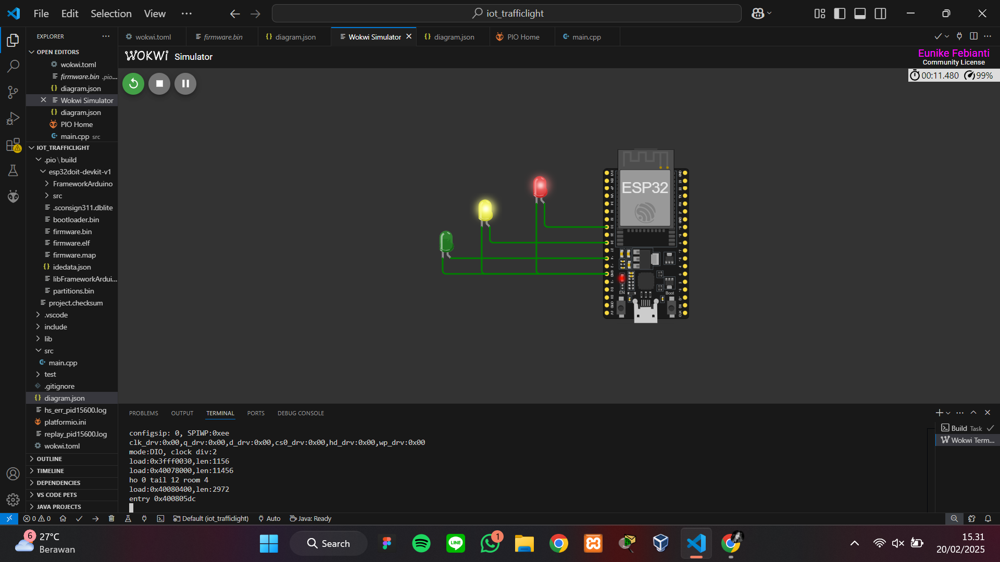 File Edit Selection View ···
iot_trafficlight
EXPLORER
wokwi.toml
firmware.bin
diagram.json
Wokwi Simulator
diagram.json
PIO Home
main.cpp
OPEN EDITORS
wokwi.toml
firmware.bin .pio...
diagram.json
Wokwi Simulator
diagram.json
PIO Home
main.cpp src
IOT_TRAFFICLIGHT
.pio\build
esp32doit-devkit-v1
FrameworkArduino
src
.sconsign311.dblite
bootloader.bin
firmware.bin
firmware.elf
firmware.map
idedata.json
libFrameworkArdui...
partitions.bin
project.checksum
.vscode
include
lib
src
main.cpp
test
.gitignore
diagram.json
hs_err_pid15600.log
platformio.ini
replay_pid15600.log
wokwi.toml
OUTLINE
TIMELINE
DEPENDENCIES
VS CODE PETS
JAVA PROJECTS
WOKWi Simulator
Eunike Febianti
Community License
00:11.480 99%
ESP32
EN
Boot
PROBLEMS OUTPUT TERMINAL PORTS DEBUG CONSOLE
configsip: 0, SPIWP:0xee
clk_drv:0x00,q_drv:0x00,d_drv:0x00,cs0_drv:0x00,hd_drv:0x00,wp_drv:0x00
mode:DIO, clock div:2
load:0x3fff0030,len:1156
load:0x40078000,len:11456
ho 0 tail 12 room 4
load:0x40080400,len:2972
entry 0x400805dc
Build Task
Wokwi Term...
0 0 Default (iot_trafficlight) Auto Java: Ready
6
27°C
Berawan
Search
LINE
1
15.31
20/02/2025